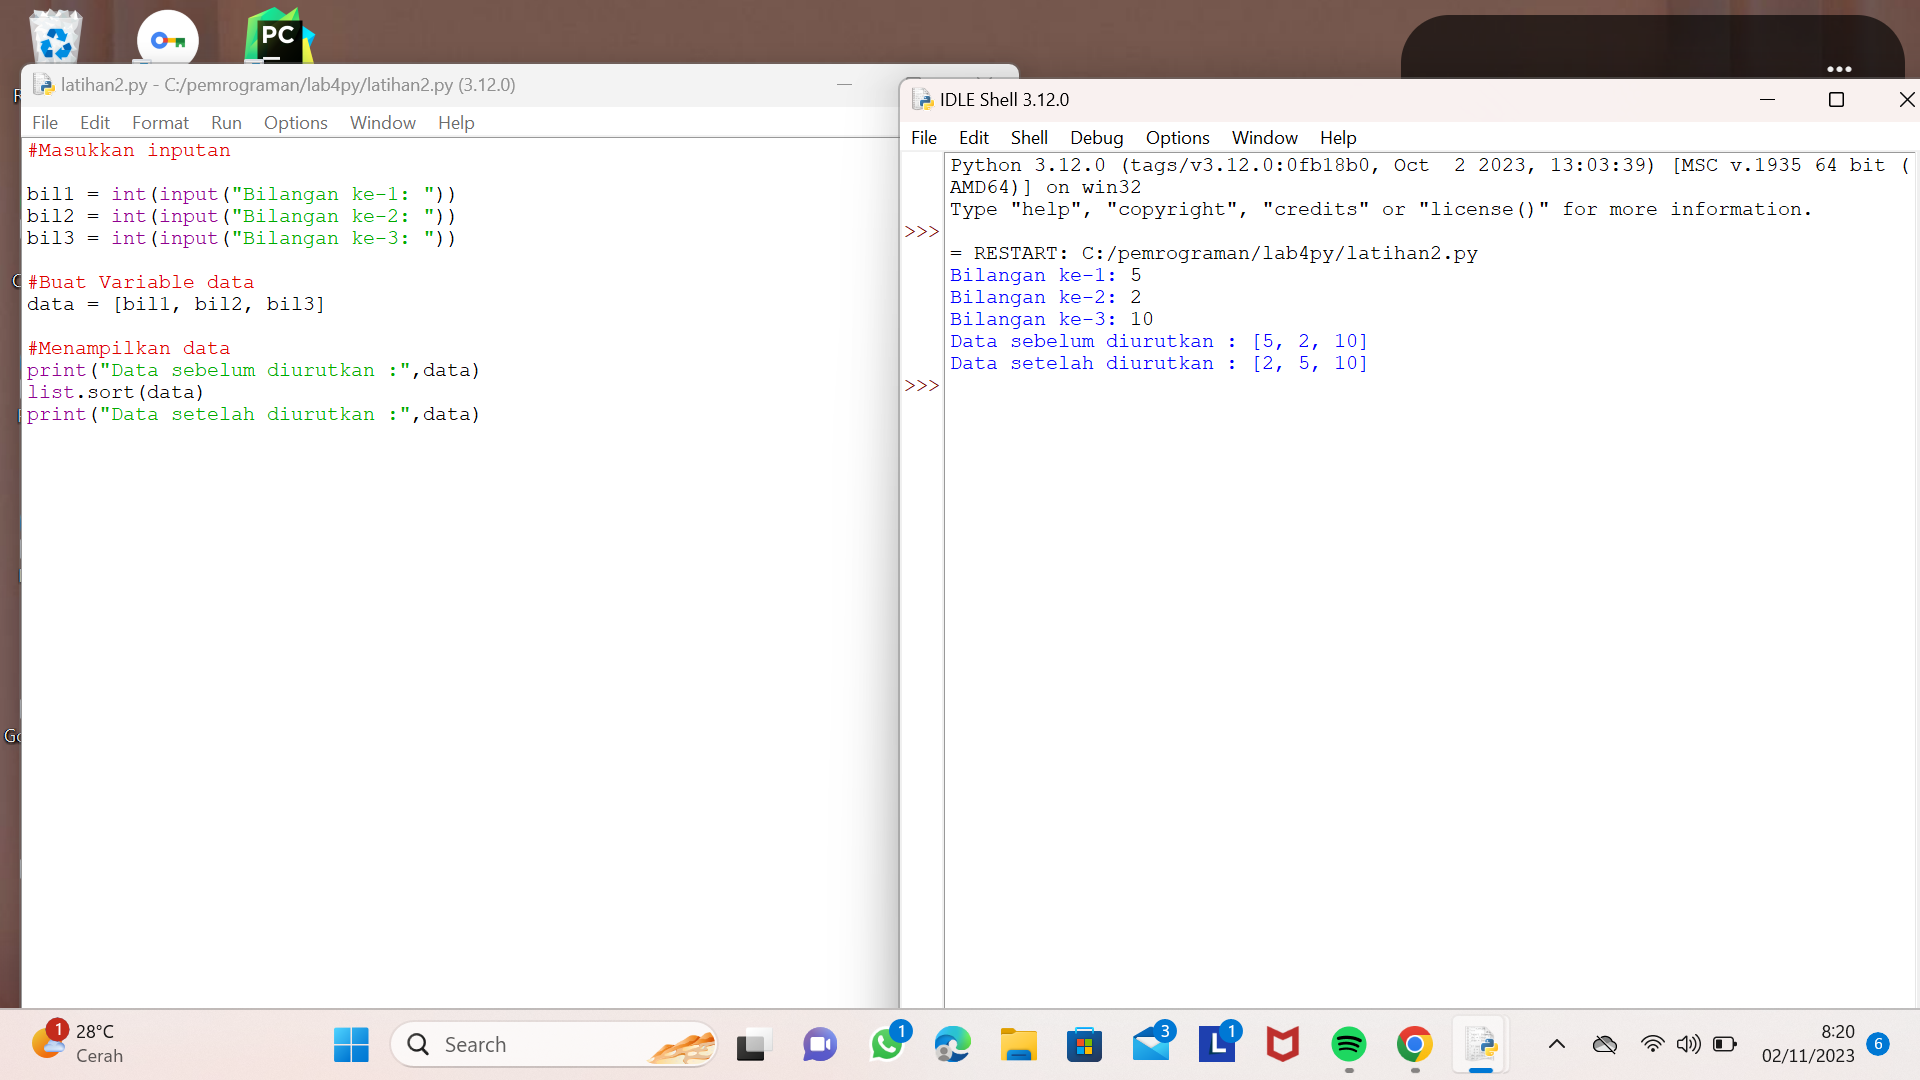 PC
latihan2.py - C:/pemrograman/lab4py/latihan2.py (3.12.0)
File Edit Format Run Options Window Help
#Masukkan inputan
bil1 = int(input("Bilangan ke-1: "))
bil2 = int(input("Bilangan ke-2: "))
bil3 = int(input("Bilangan ke-3: "))
#Buat Variable data
data = [bil1, bil2, bil3]
#Menampilkan data
print("Data sebelum diurutkan :",data)
list.sort(data)
print("Data setelah diurutkan :",data)
IDLE Shell 3.12.0
File Edit Shell Debug Options Window Help
Python 3.12.0 (tags/v3.12.0:0fb18b0, Oct  2 2023, 13:03:39) [MSC v.1935 64 bit (
AMD64)] on win32
Type "help", "copyright", "credits" or "license()" for more information.
>>>
= RESTART: C:/pemrograman/lab4py/latihan2.py
Bilangan ke-1: 5
Bilangan ke-2: 2
Bilangan ke-3: 10
Data sebelum diurutkan : [5, 2, 10]
Data setelah diurutkan : [2, 5, 10]
>>>
1
28°C
Cerah
Search
1
3
L
1
8:20
02/11/2023
6